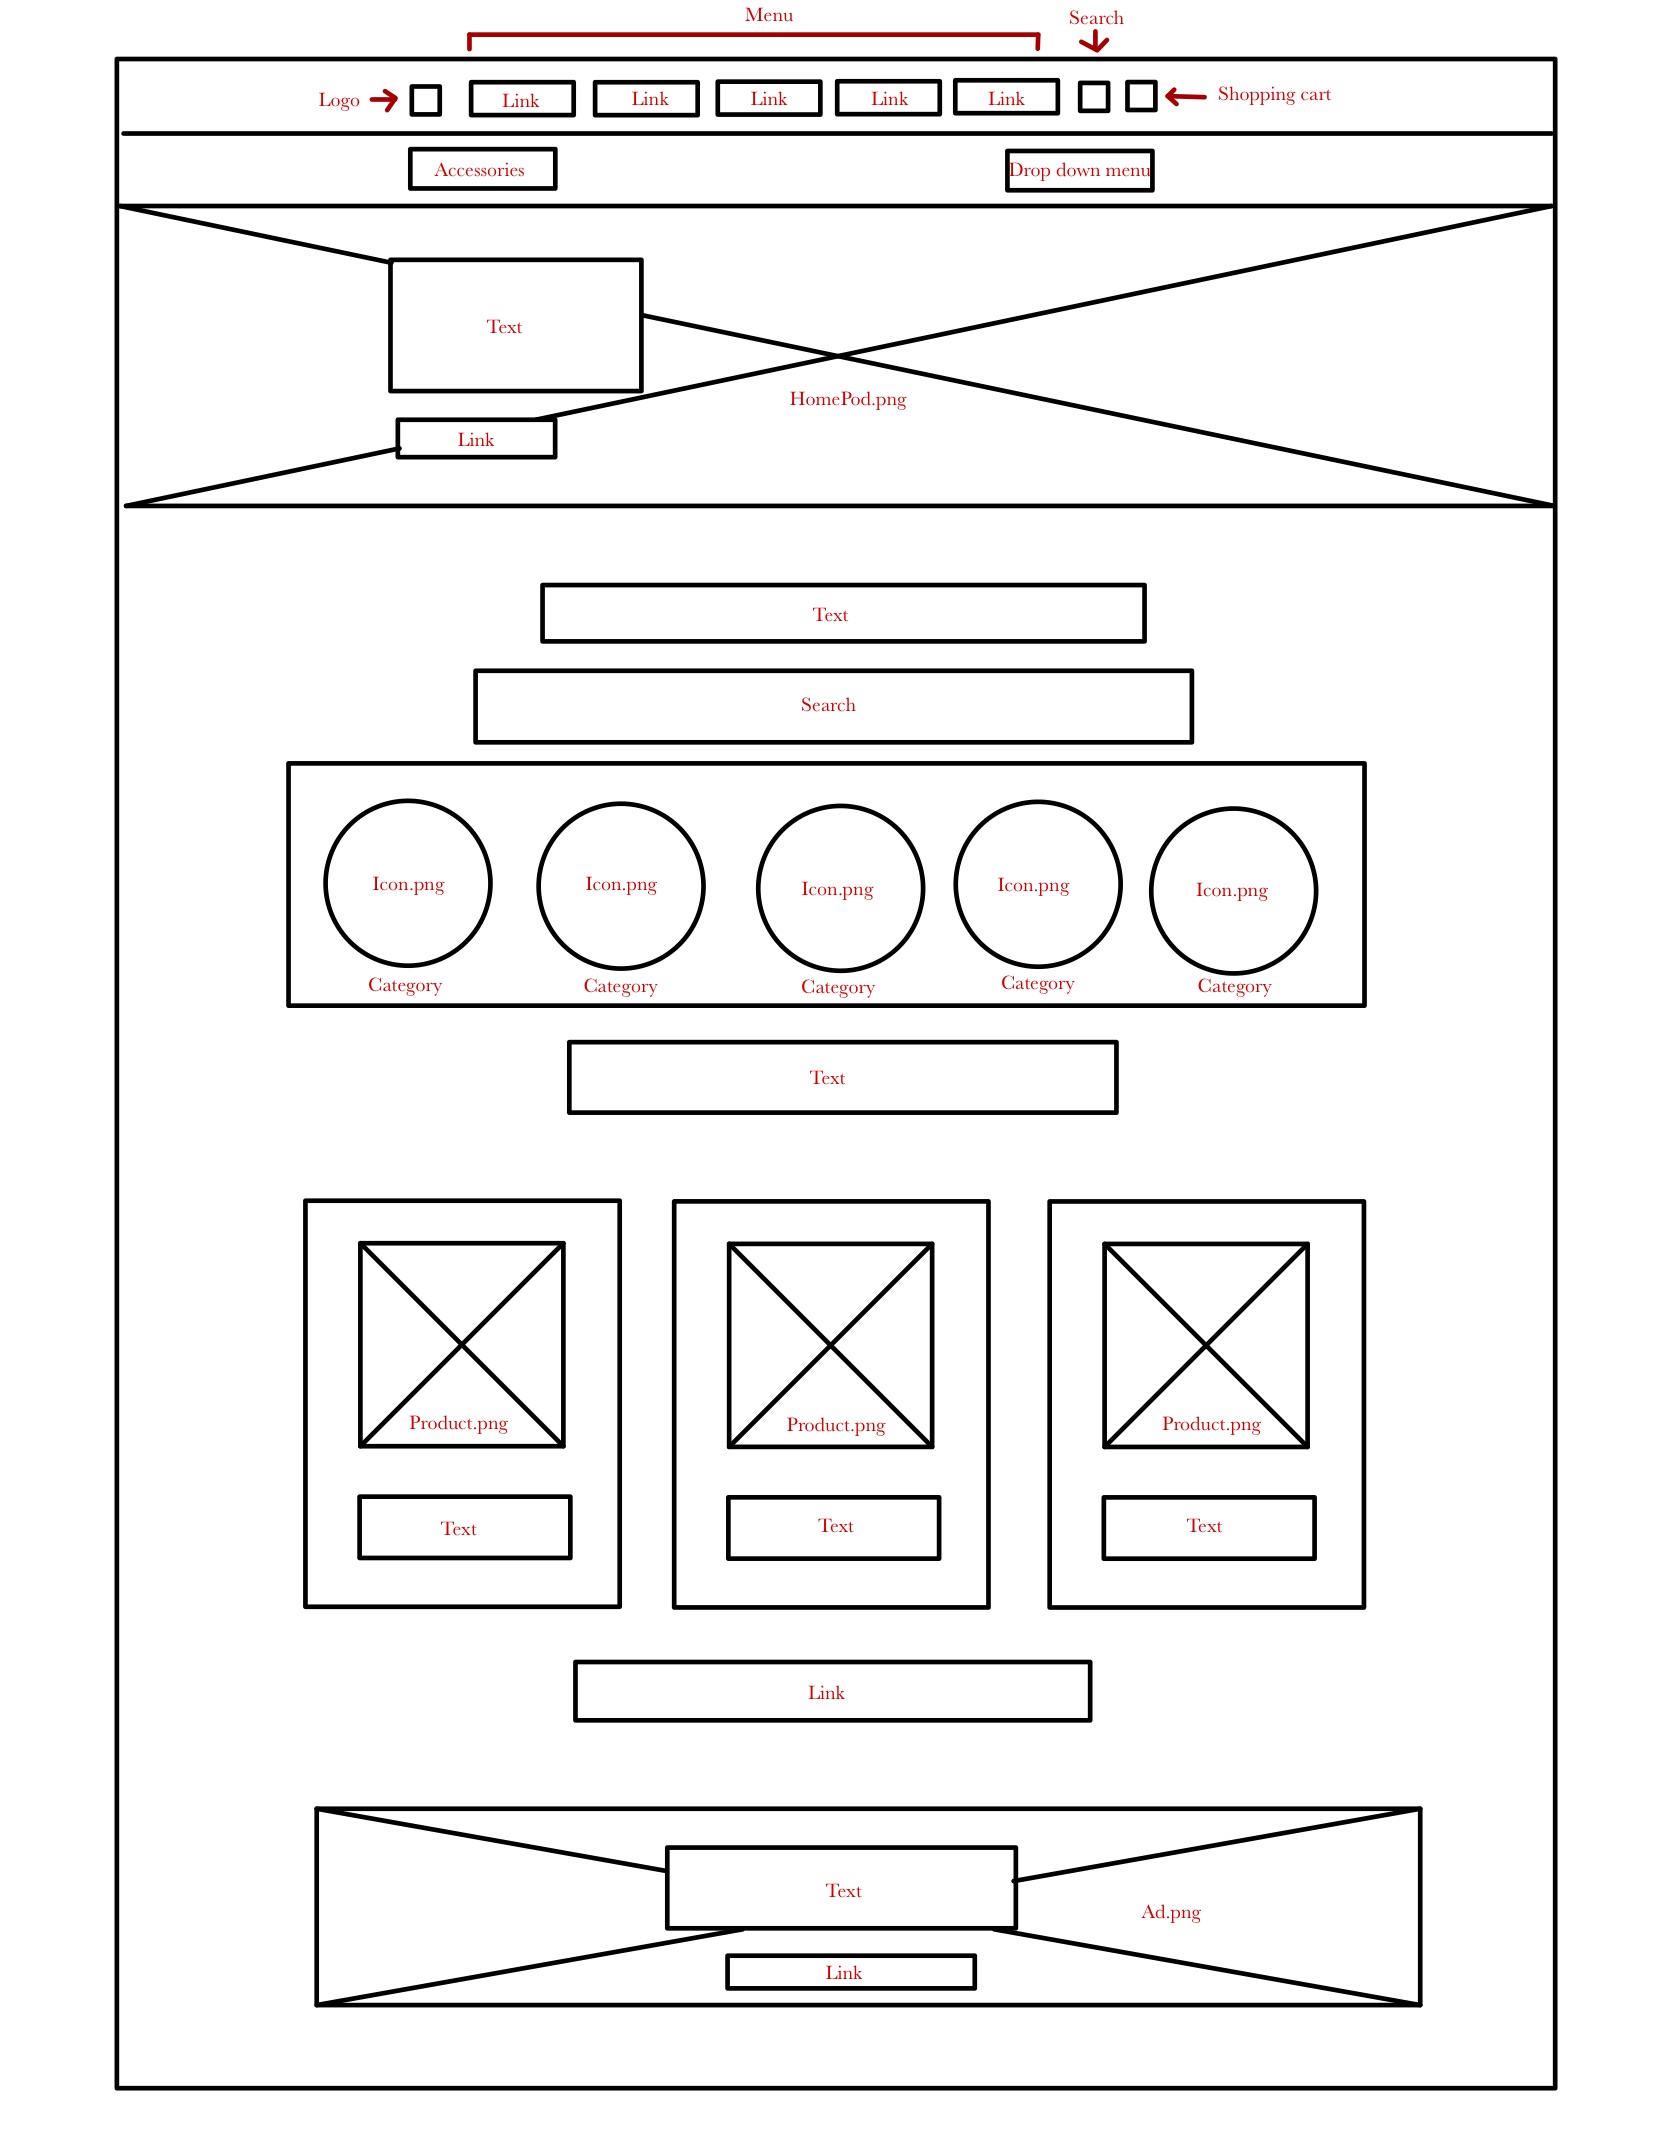 Menu
Search
Logo
Link
Link
Link
Link
Link
Shopping cart
Accessories
Drop down menu
Text
HomePod.png
Link
Text
Search
Icon.png
Icon.png
Icon.png
Icon.png
Icon.png
Category
Category
Category
Category
Category
Text
Product.png
Product.png
Product.png
Text
Text
Text
Link
Text
Ad.png
Link